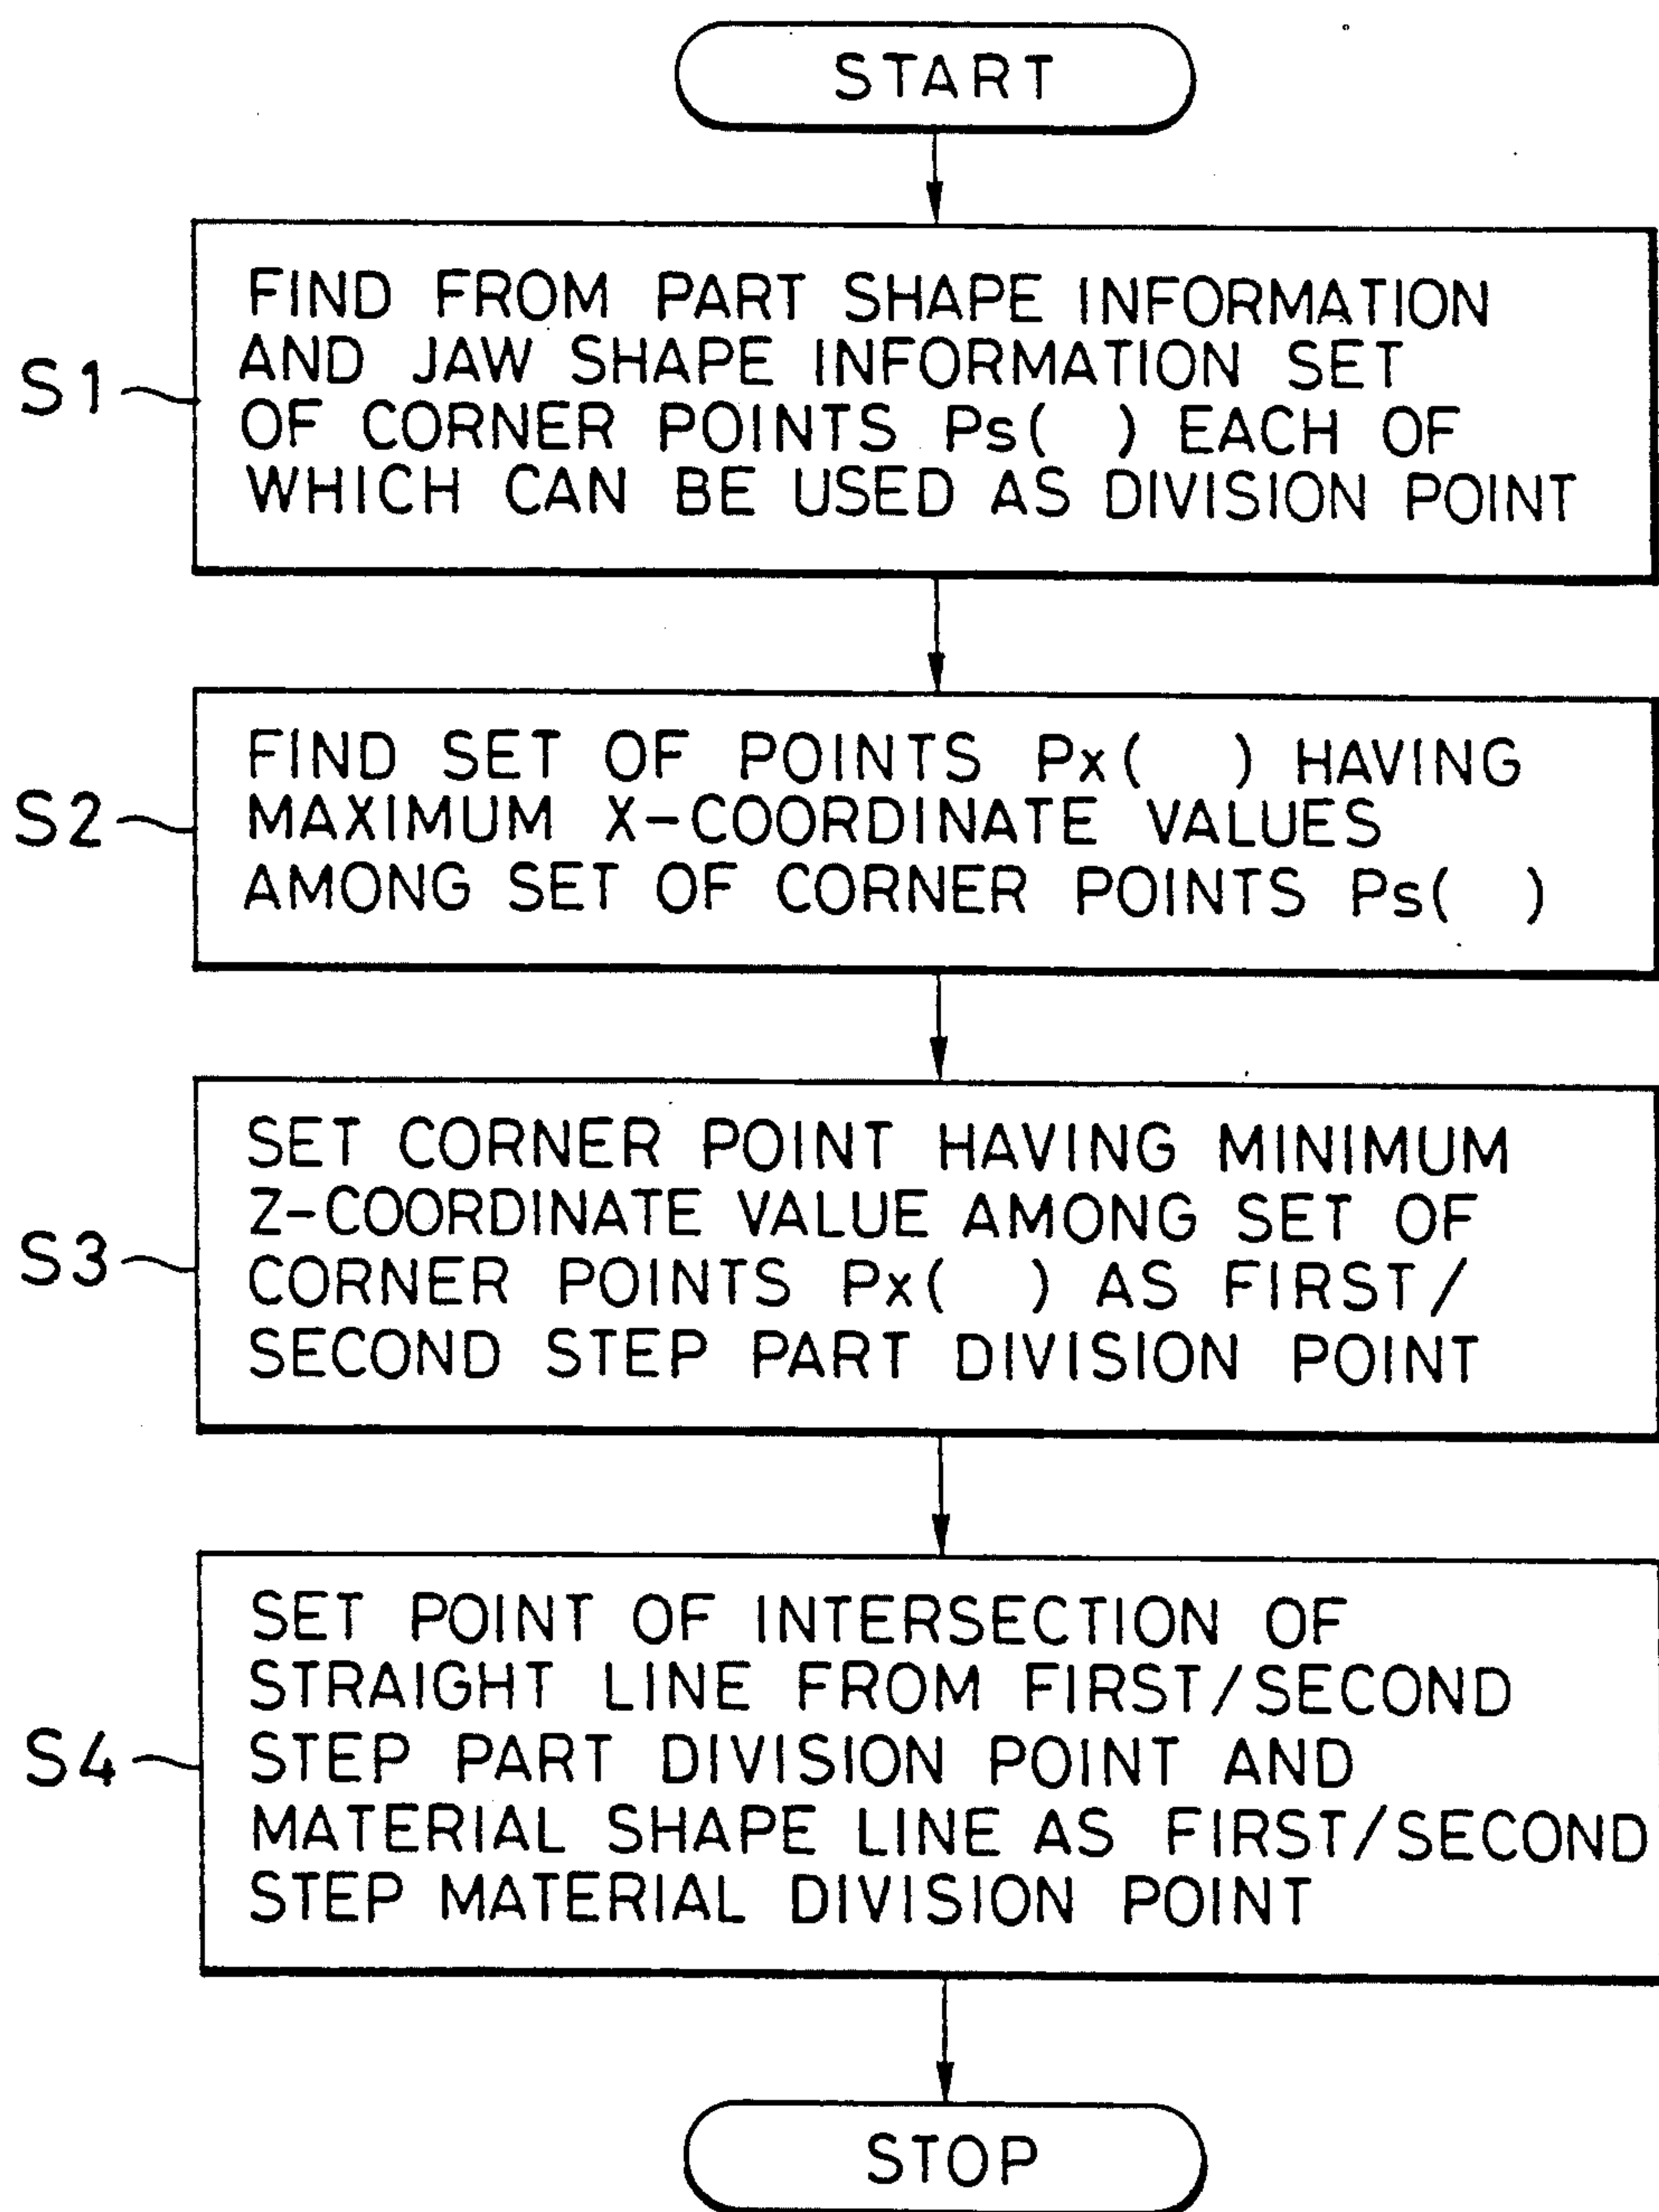 START
S1
FIND FROM PART SHAPE INFORMATION
AND JAW SHAPE INFORMATION SET
OF CORNER POINTS Ps( ) EACH OF
WHICH CAN BE USED AS DIVISION POINT
S2
FIND SET OF POINTS Px( ) HAVING
MAXIMUM X-COORDINATE VALUES
AMONG SET OF CORNER POINTS Ps( )
S3
SET CORNER POINT HAVING MINIMUM
Z-COORDINATE VALUE AMONG SET OF
CORNER POINTS Px( ) AS FIRST/
SECOND STEP PART DIVISION POINT
S4
SET POINT OF INTERSECTION OF
STRAIGHT LINE FROM FIRST/SECOND
STEP PART DIVISION POINT AND
MATERIAL SHAPE LINE AS FIRST/SECOND
STEP MATERIAL DIVISION POINT
STOP